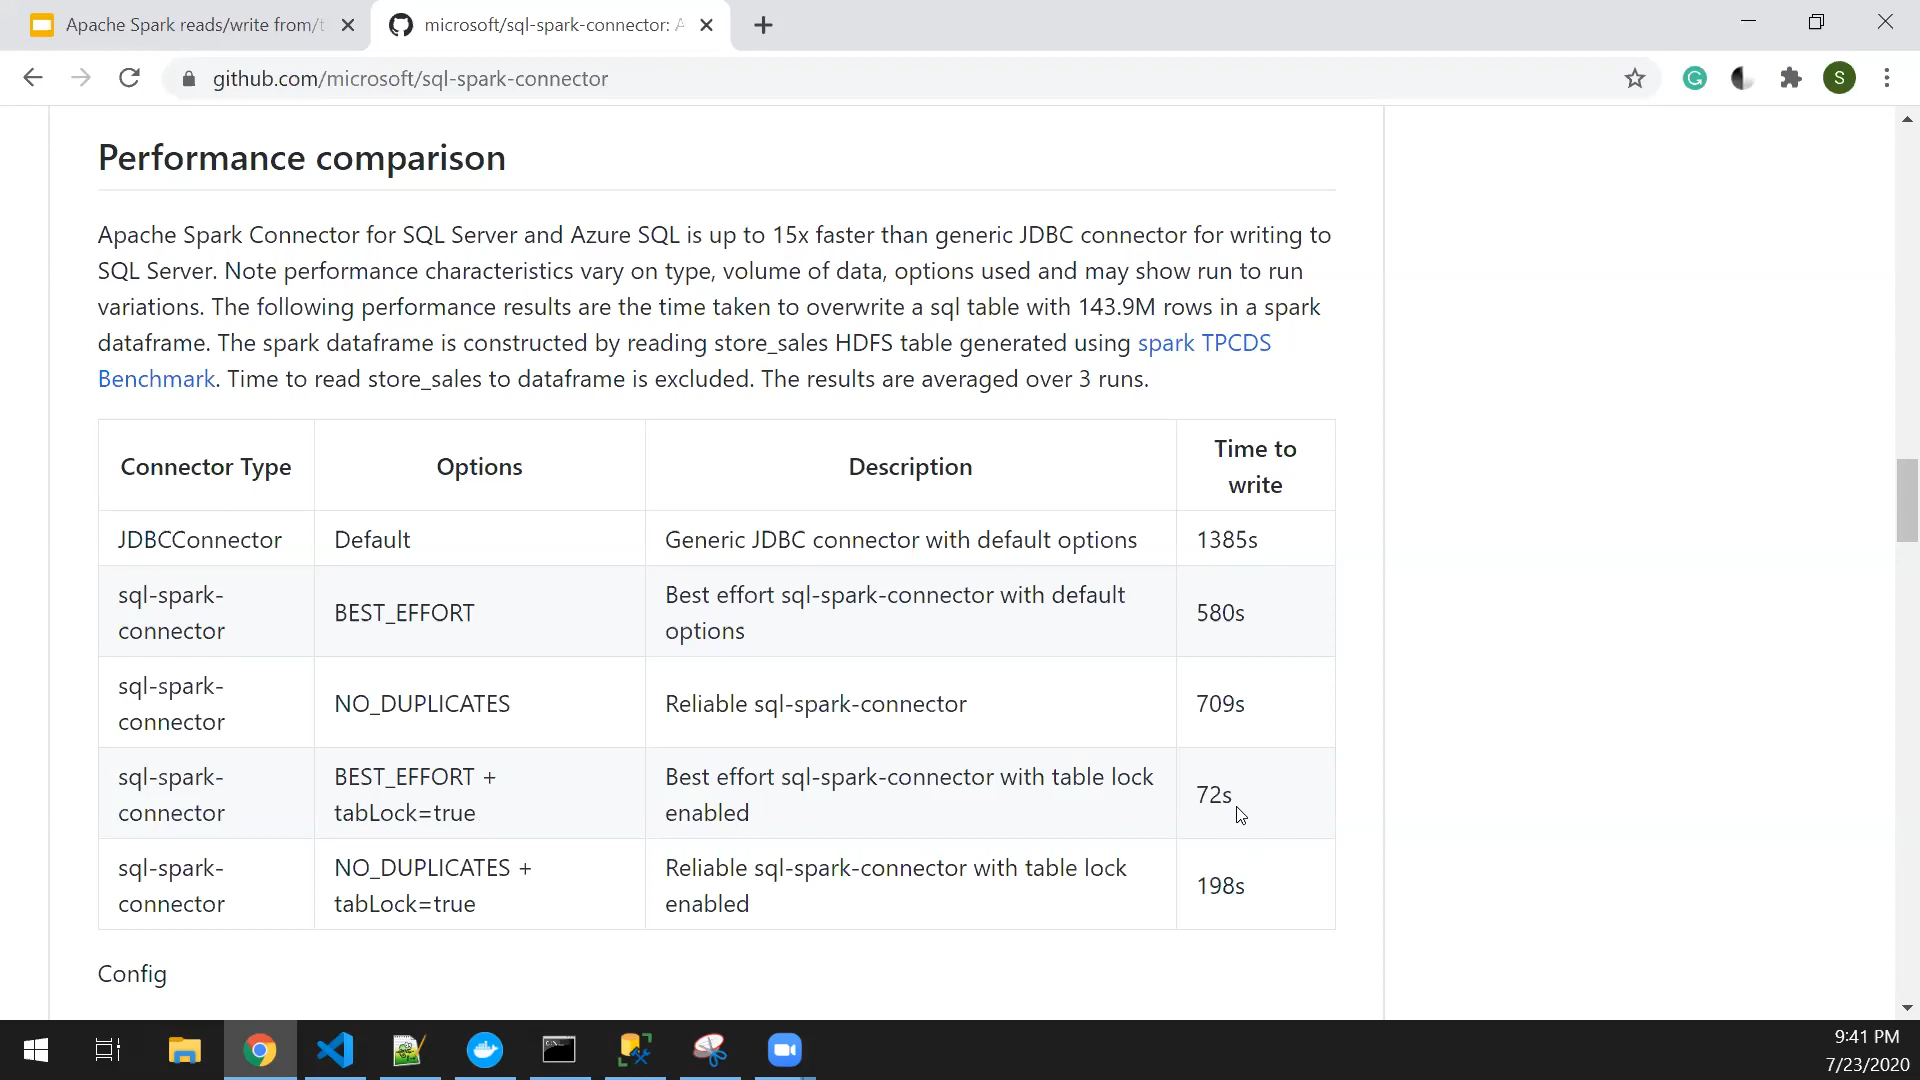 Apache Spark reads/write from/t
microsoft/sql-spark-connector: A
github.com/microsoft/sql-spark-connector
S
Performance comparison
Apache Spark Connector for SQL Server and Azure SQL is up to 15x faster than generic JDBC connector for writing to
SQL Server. Note performance characteristics vary on type, volume of data, options used and may show run to run
variations. The following performance results are the time taken to overwrite a sql table with 143.9M rows in a spark
dataframe. The spark dataframe is constructed by reading store_sales HDFS table generated using spark TPCDS
Benchmark. Time to read store_sales to dataframe is excluded. The results are averaged over 3 runs.
Connector Type Options Description Time to
write
JDBCConnector Default Generic JDBC connector with default options 1385s
sql-spark-
connector
BEST_EFFORT
Best effort sql-spark-connector with default
options
580s
sql-spark-
connector
NO_DUPLICATES
Reliable sql-spark-connector
709s
sql-spark-
connector
BEST_EFFORT +
tabLock=true
Best effort sql-spark-connector with table lock
enabled
72s
sql-spark-
connector
NO_DUPLICATES +
tabLock=true
Reliable sql-spark-connector with table lock
enabled
198s
Config
9:41 PM
7/23/2020